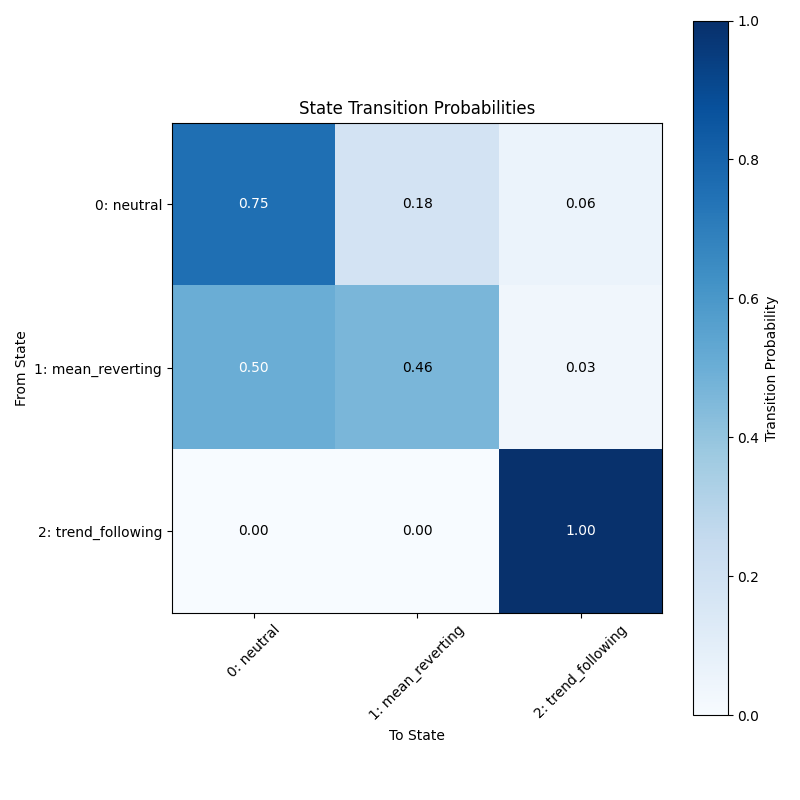 State Transition Probabilities
1.0
0.8
0.6
0.4
0.2
0.0
Transition Probability
From State
0: neutral
0.75 0.18 0.06
1: mean_reverting
0.50 0.46 0.03
2: trend_following
0.00 0.00 1.00
0: neutral
1: mean_reverting
2: trend_following
To State